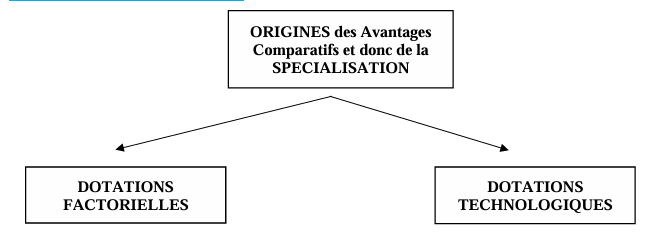 ORIGINES des Avantages
Comparatifs et donc de la
SPECIALISATION
DOTATIONS
FACTORIELLES
DOTATIONS
TECHNOLOGIQUES